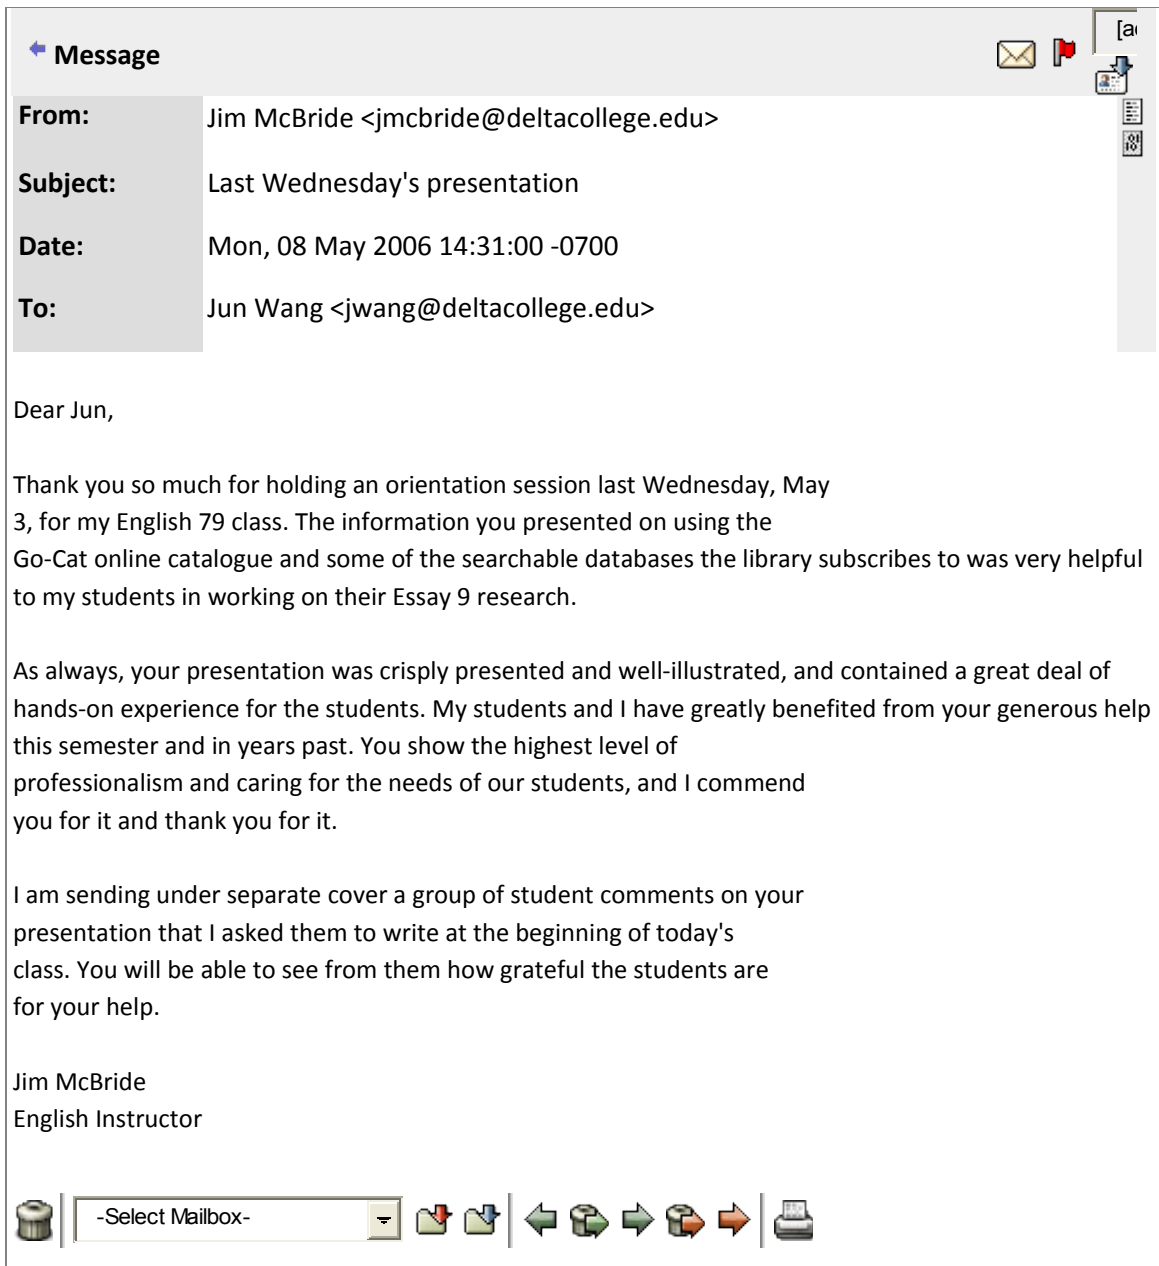 Message
[a
From: Jim McBride <jmcbride@deltacollege.edu>
Subject: Last Wednesday's presentation
Date: Mon, 08 May 2006 14:31:00 -0700
To: Jun Wang <jwang@deltacollege.edu>
Dear Jun,
Thank you so much for holding an orientation session last Wednesday, May
3, for my English 79 class. The information you presented on using the
Go-Cat online catalogue and some of the searchable databases the library subscribes to was very helpful
to my students in working on their Essay 9 research.
As always, your presentation was crisply presented and well-illustrated, and contained a great deal of
hands-on experience for the students. My students and I have greatly benefited from your generous help
this semester and in years past. You show the highest level of
professionalism and caring for the needs of our students, and I commend
you for it and thank you for it.
I am sending under separate cover a group of student comments on your
presentation that I asked them to write at the beginning of today's
class. You will be able to see from them how grateful the students are
for your help.
Jim McBride
English Instructor
-Select Mailbox-